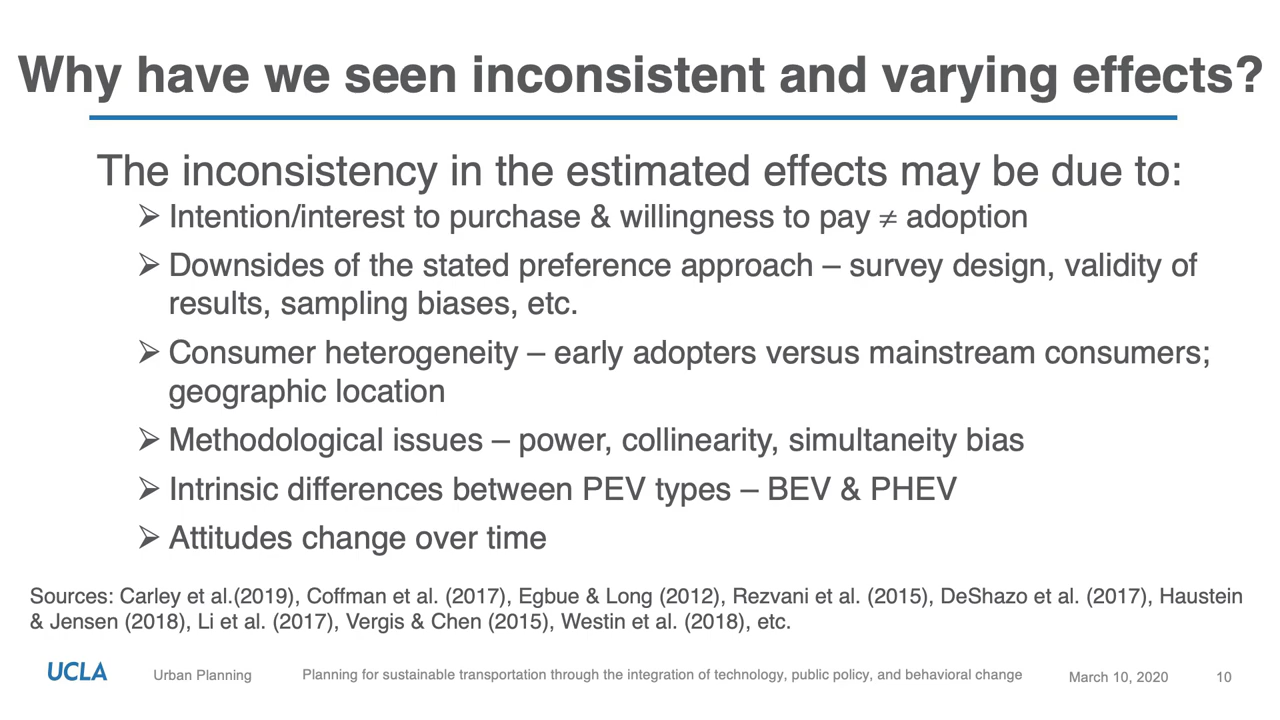 Why have we seen inconsistent and varying effects?
The inconsistency in the estimated effects may be due to:
➢ Intention/interest to purchase & willingness to pay ≠ adoption
➢ Downsides of the stated preference approach – survey design, validity of
results, sampling biases, etc.
➢ Consumer heterogeneity – early adopters versus mainstream consumers;
geographic location
➢ Methodological issues – power, collinearity, simultaneity bias
➢ Intrinsic differences between PEV types – BEV & PHEV
➢ Attitudes change over time
Sources: Carley et al.(2019), Coffman et al. (2017), Egbue & Long (2012), Rezvani et al. (2015), DeShazo et al. (2017), Haustein
& Jensen (2018), Li et al. (2017), Vergis & Chen (2015), Westin et al. (2018), etc.
UCLA Urban Planning Planning for sustainable transportation through the integration of technology, public policy, and behavioral change March 10, 2020 10